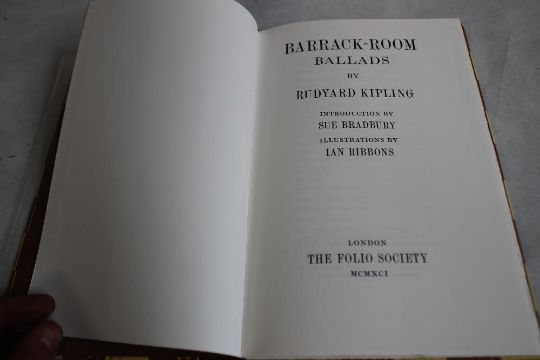 BARRACK-ROOM
BALLADS
BY
RUDYARD KIPLING
INTRODUCTION BY
SUE BRADBURY
ILLUSTRATIONS BY
IAN RIBBONS
LONDON
THE FOLIO SOCIETY
MCMXCI